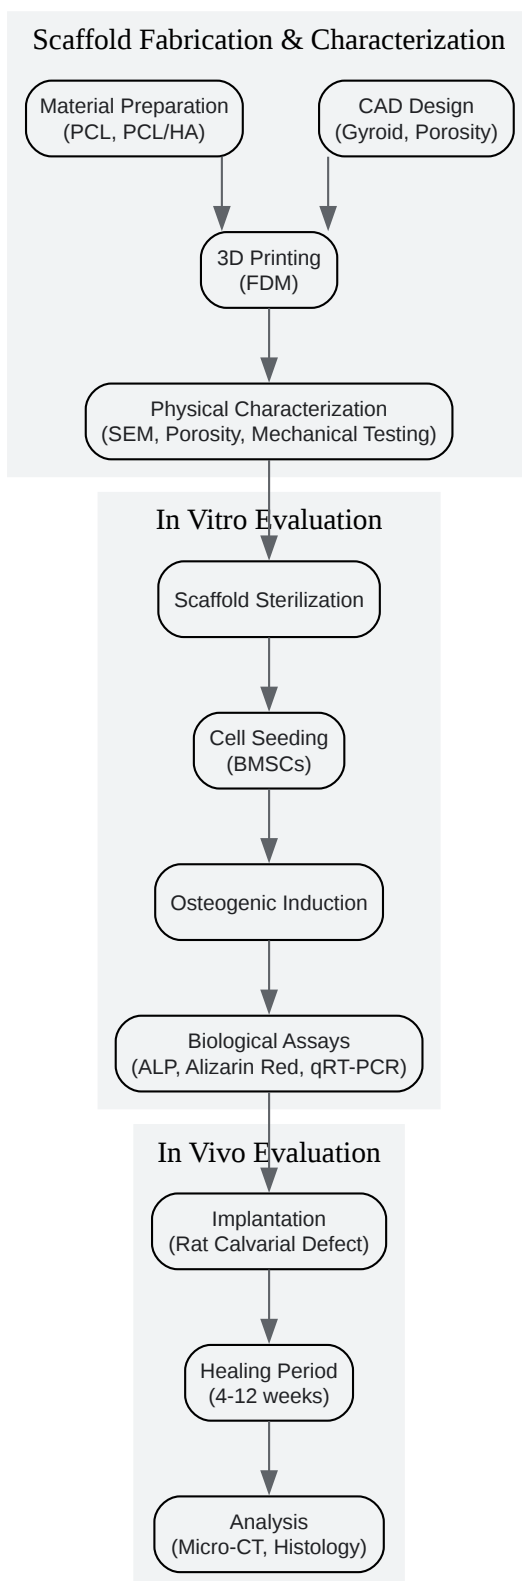 Scaffold Fabrication & Characterization
Material Preparation
(PCL, PCL/HA)
CAD Design
(Gyroid, Porosity)
3D Printing
(FDM)
Physical Characterization
(SEM, Porosity, Mechanical Testing)
In Vitro Evaluation
Scaffold Sterilization
Cell Seeding
(BMSCs)
Osteogenic Induction
Biological Assays
(ALP, Alizarin Red, qRT-PCR)
In Vivo Evaluation
Implantation
(Rat Calvarial Defect)
Healing Period
(4-12 weeks)
Analysis
(Micro-CT, Histology)